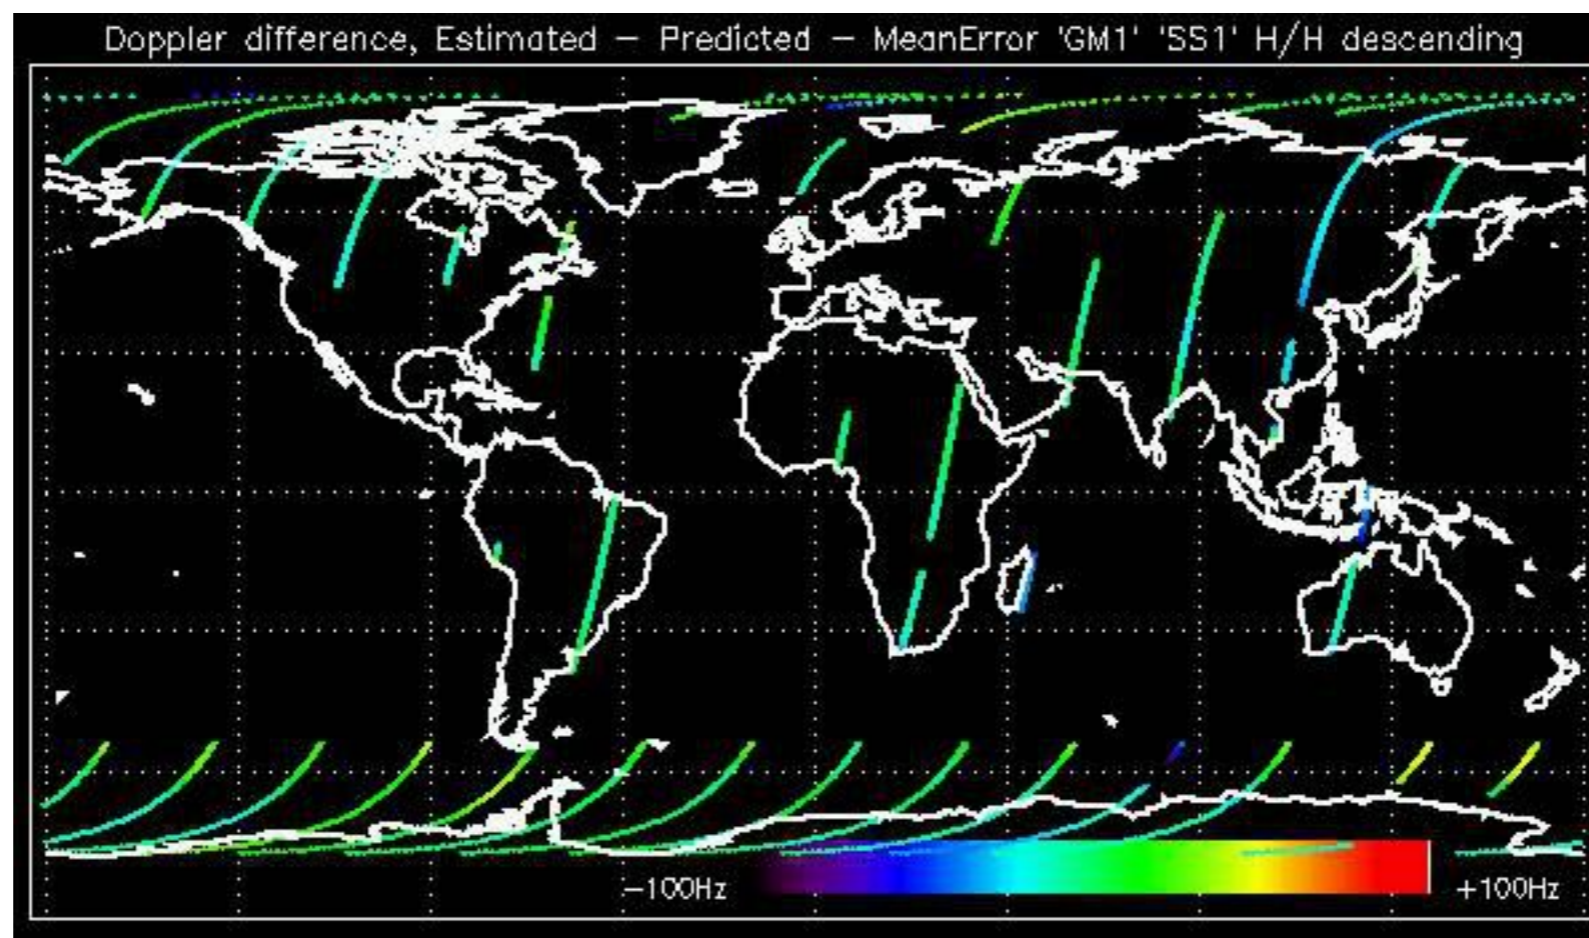 Doppler difference, Estimated − Predicted − MeanError 'GM1' 'SS1' H/H descending
−100Hz
+100Hz